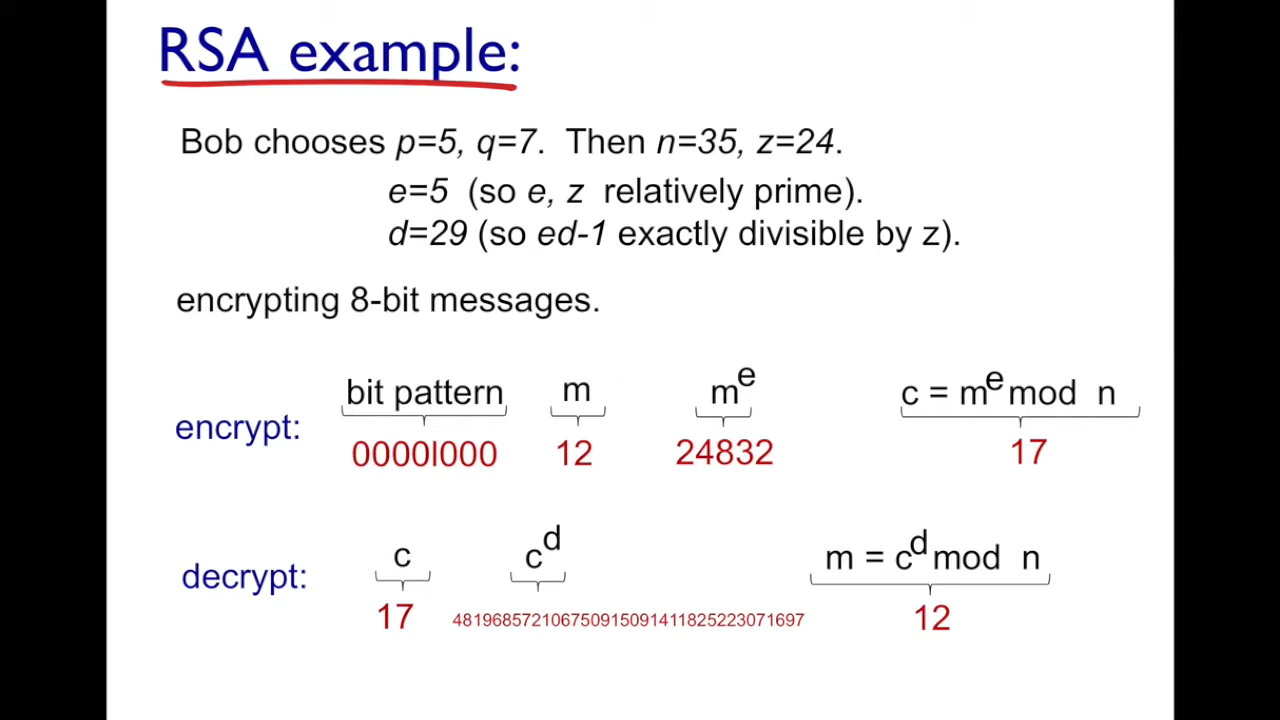 RSA example:
Bob chooses p=5, q=7. Then n=35, z=24.
e=5 (so e, z relatively prime).
d=29 (so ed-1 exactly divisible by z).
encrypting 8-bit messages.
bit pattern m m^e c = m^e mod n
encrypt: 0000l000 12 24832 17
c c^d m = c^d mod n
decrypt: 17 481968572106750915091411825223071697 12